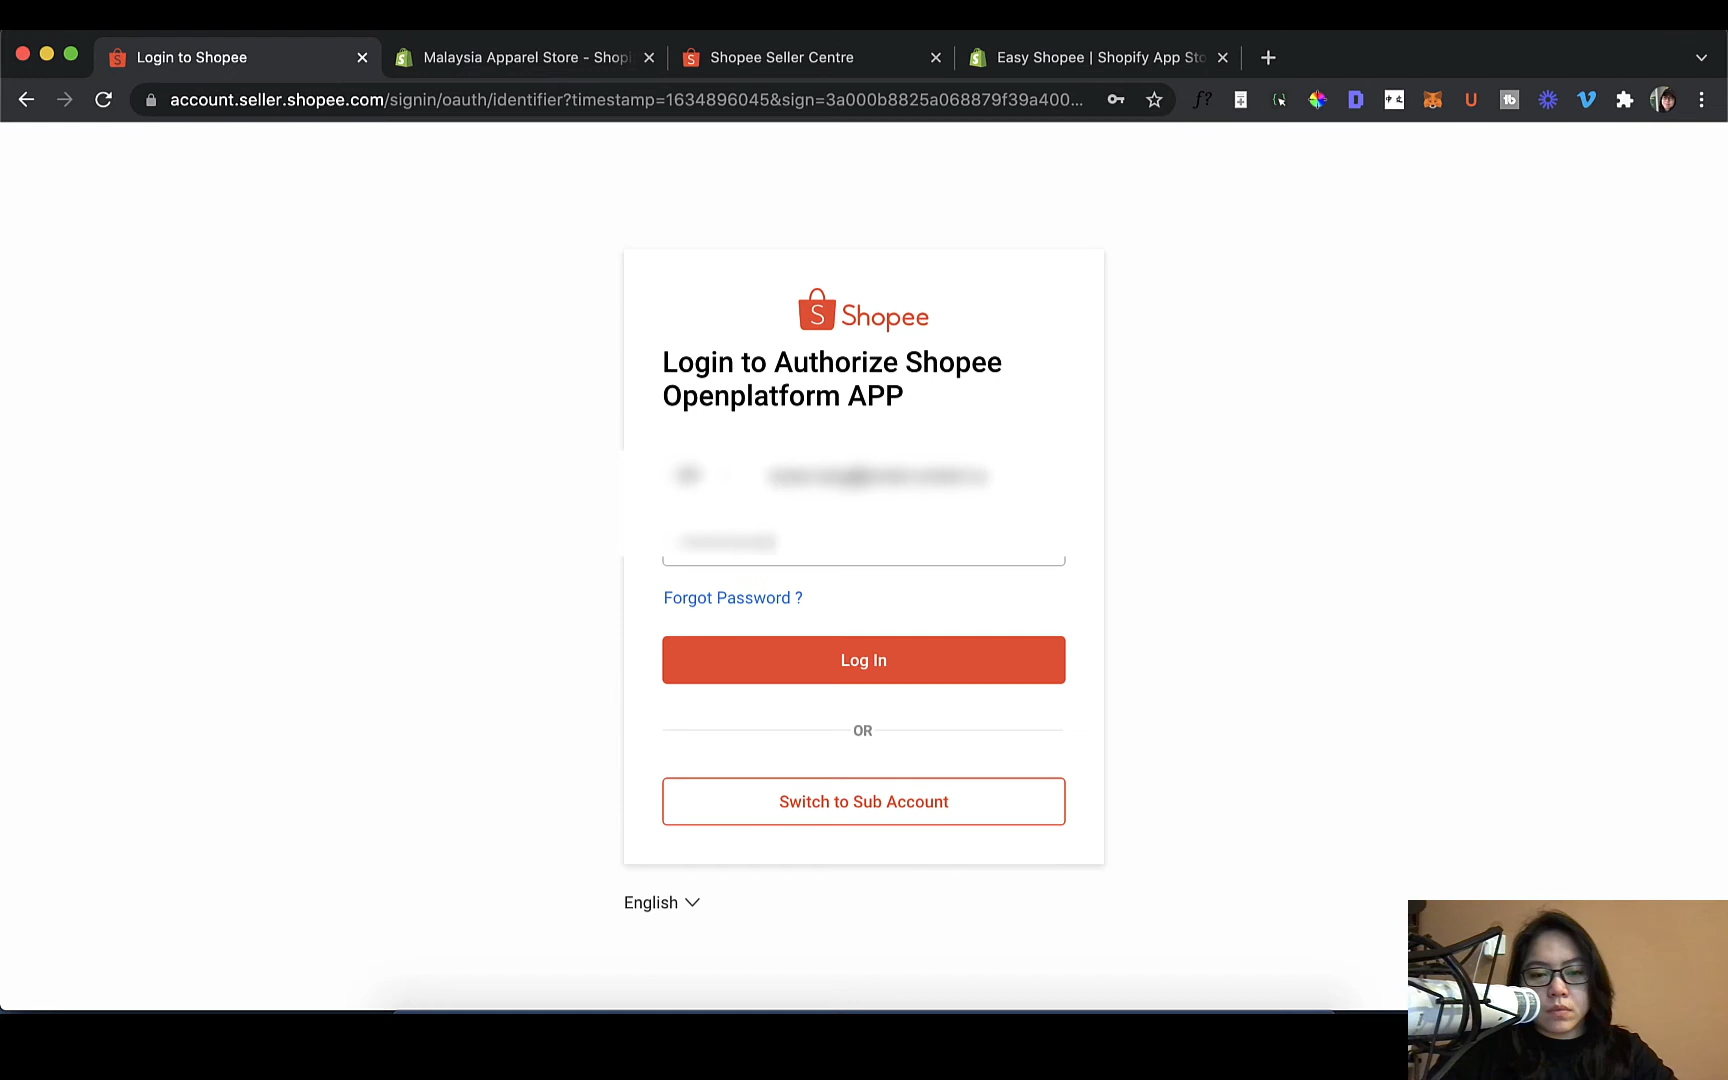 Login to Shopee
Malaysia Apparel Store - Shopi
Shopee Seller Centre
Easy Shopee | Shopify App Sto
account.seller.shopee.com/signin/oauth/identifier?timestamp=1634896045&sign=3a000b8825a068879f39a400...
Shopee
Login to Authorize Shopee
Openplatform APP
Forgot Password ?
Log In
OR
Switch to Sub Account
English